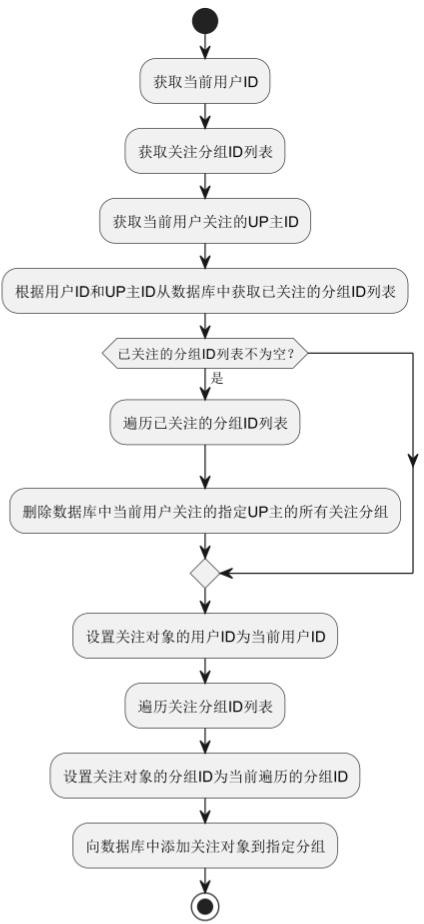 获取当前用户ID
获取关注分组ID列表
获取当前用户关注的UP主ID
根据用户ID和UP主ID从数据库中获取已关注的分组ID列表
已关注的分组ID列表不为空?
是
遍历已关注的分组ID列表
删除数据库中当前用户关注的指定UP主的所有关注分组
设置关注对象的用户ID为当前用户ID
遍历关注分组ID列表
设置关注对象的分组ID为当前遍历的分组ID
向数据库中添加关注对象到指定分组